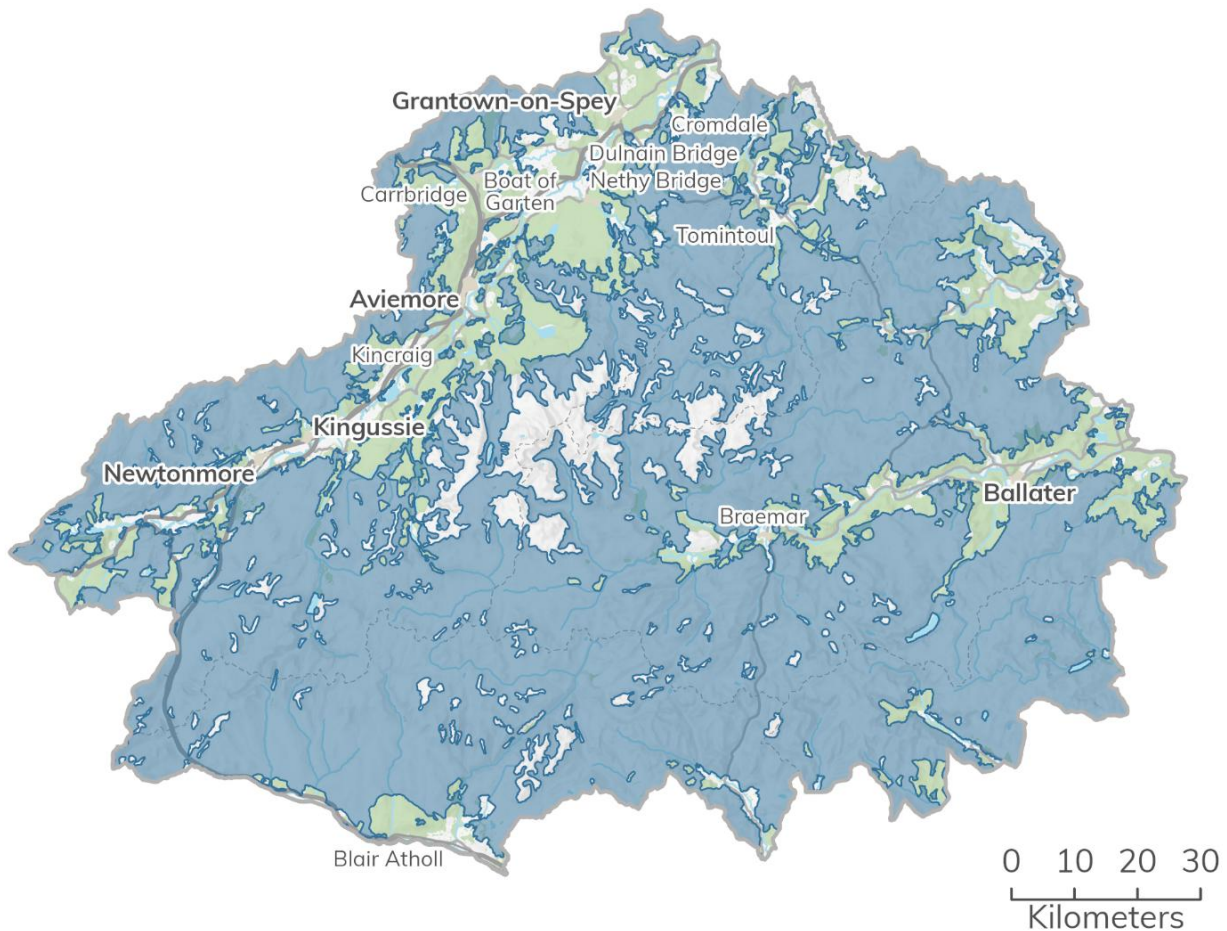 Grantown-on-Spey
Cromdale
Dulnain Bridge
Boat of
Garten
Nethy Bridge
Carrbridge
Tomintoul
Aviemore
Kincraig
Kingussie
Newtonmore
Ballater
Braemar
Blair Atholl
0 10 20 30
Kilometers